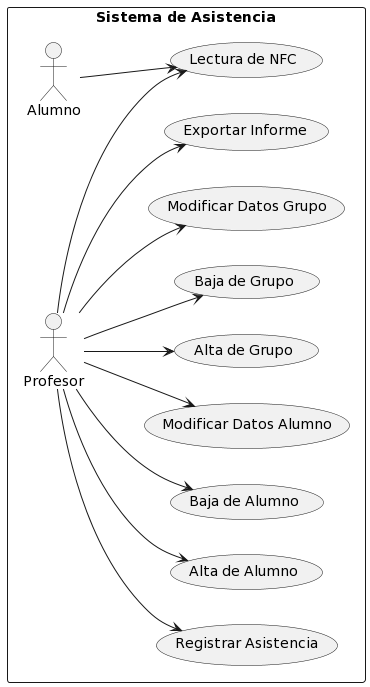 Sistema de Asistencia
Alumno
Lectura de NFC
Exportar Informe
Modificar Datos Grupo
Baja de Grupo
Alta de Grupo
Profesor
Modificar Datos Alumno
Baja de Alumno
Alta de Alumno
Registrar Asistencia